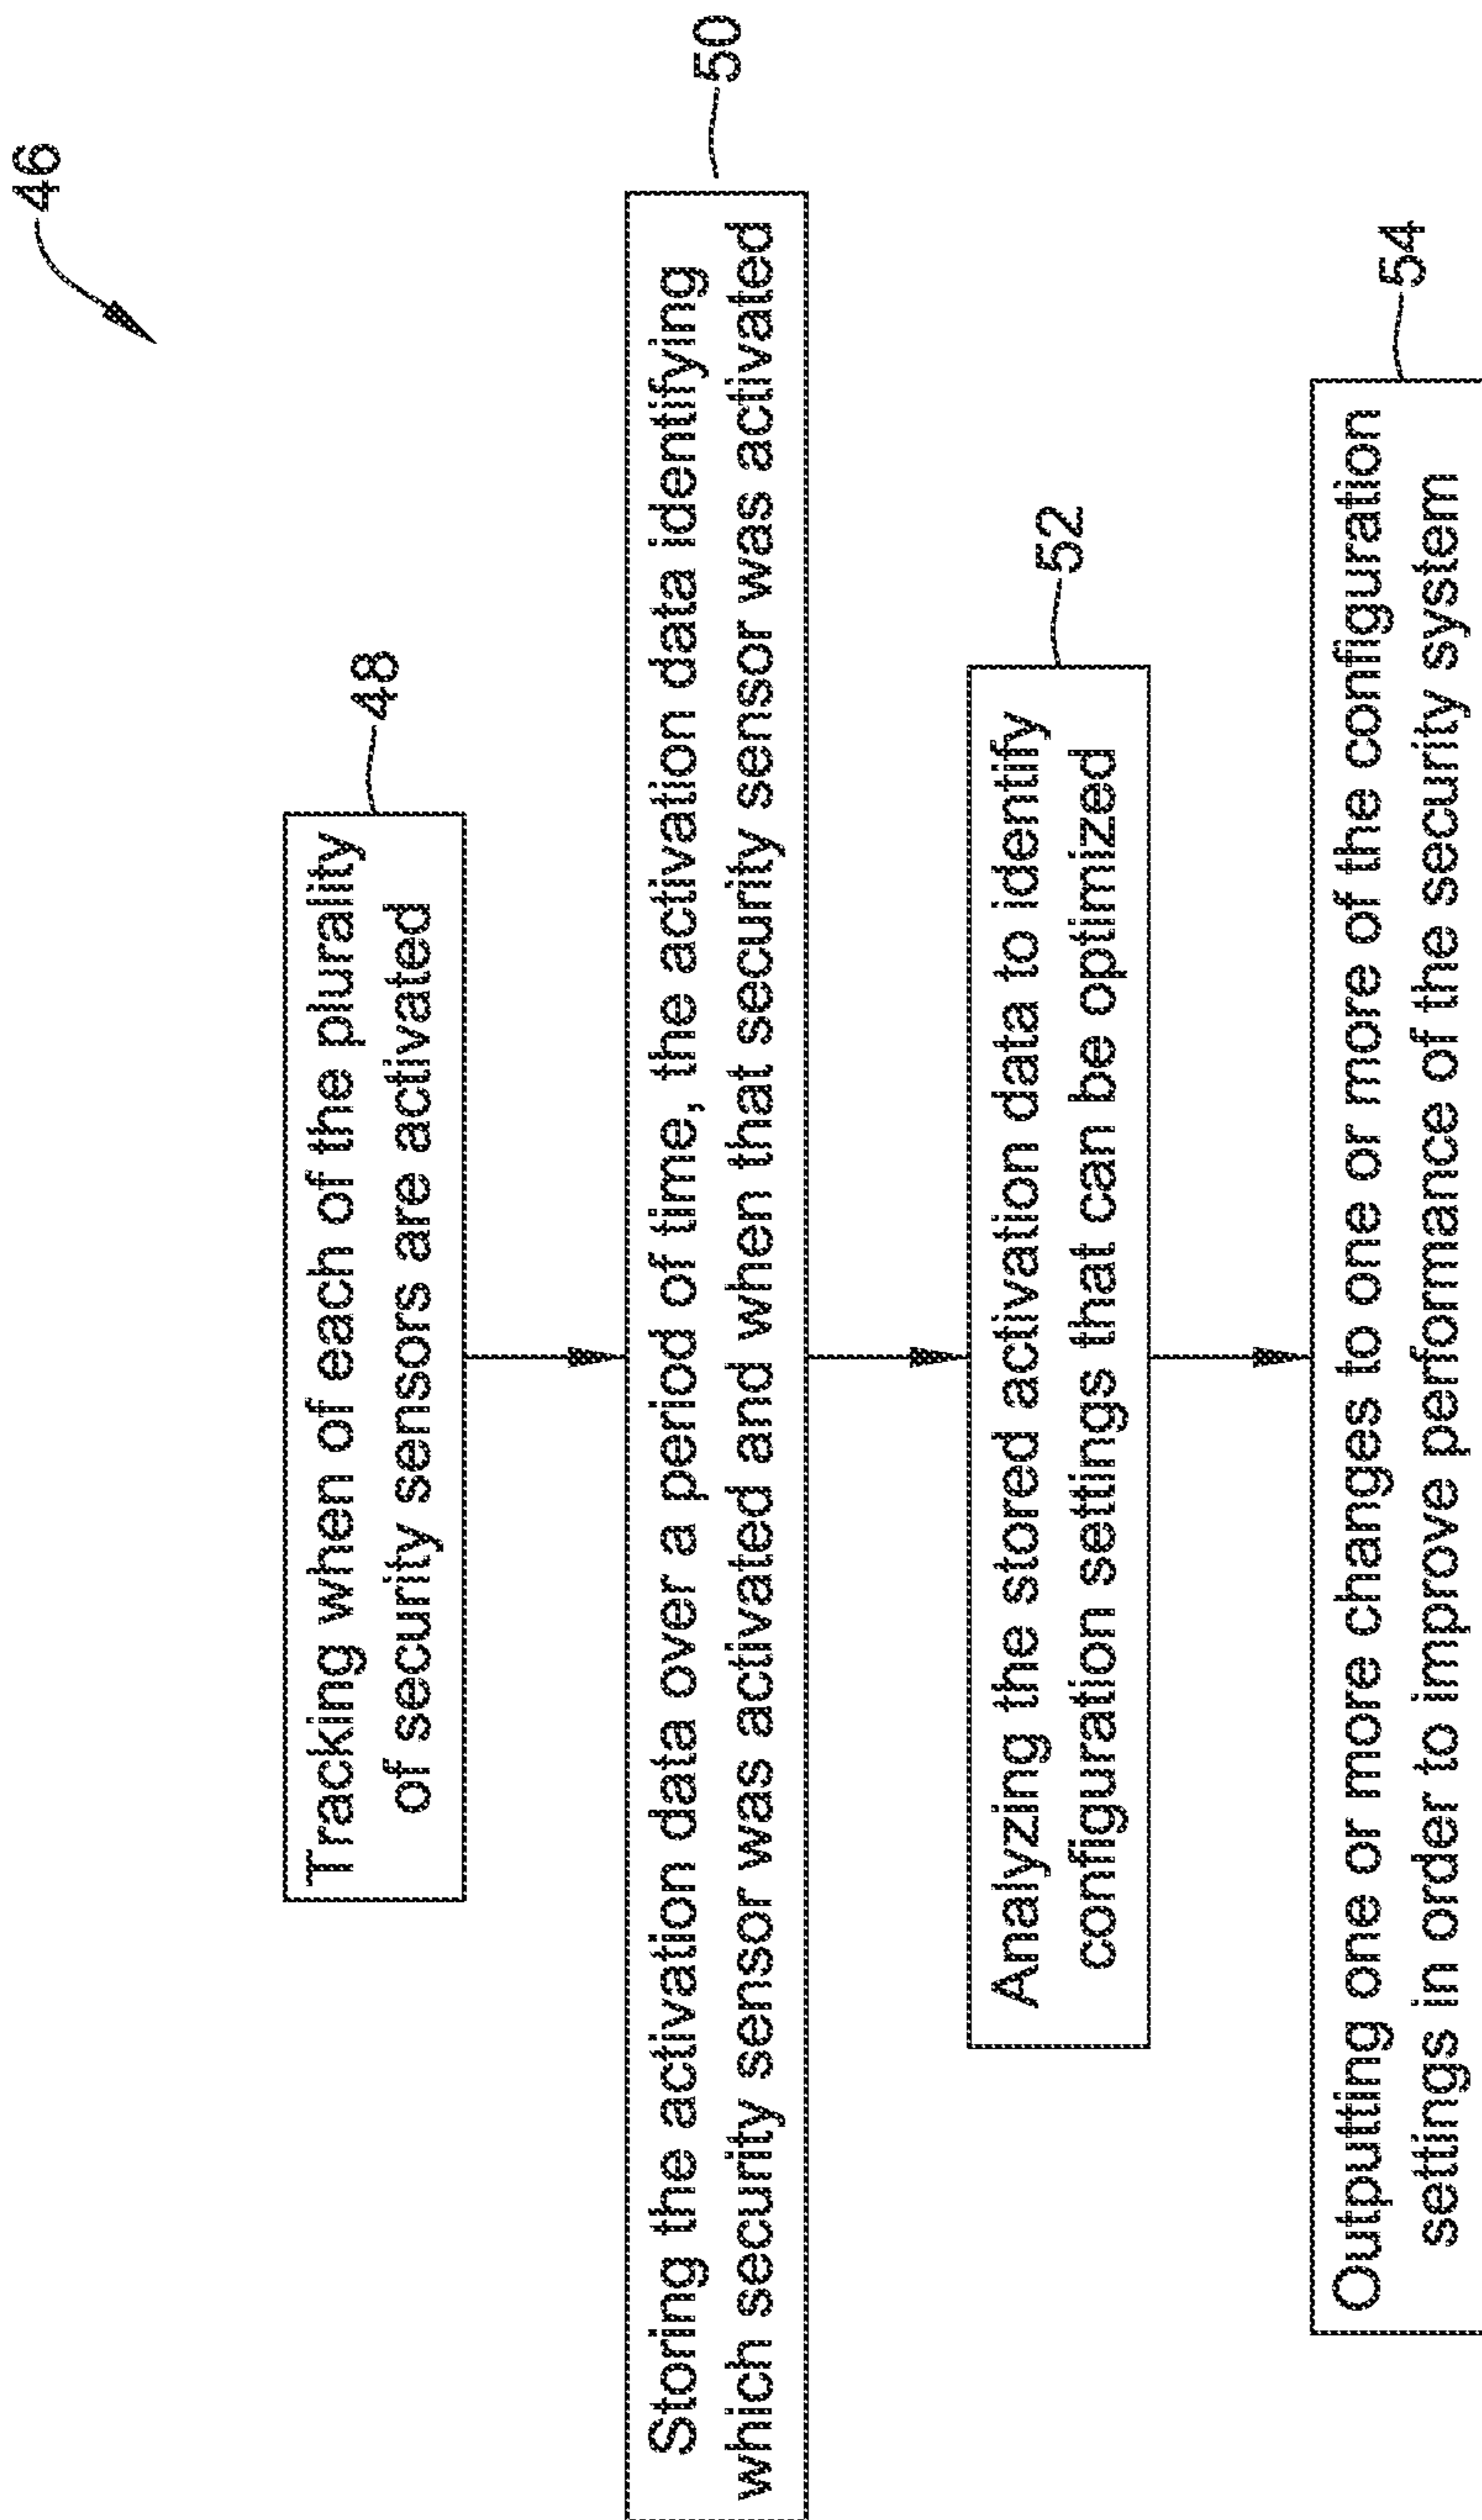 46
Tracking when of each of the plurality
of security sensors are activated
48
Storing the activation data over a period of time, the activation data identifying
which security sensor was activated and when that security sensor was activated
50
Analyzing the stored activation data to identify
configuration settings that can be optimized
52
Outputting one or more changes to one or more of the configuration
settings in order to improve performance of the security system
54